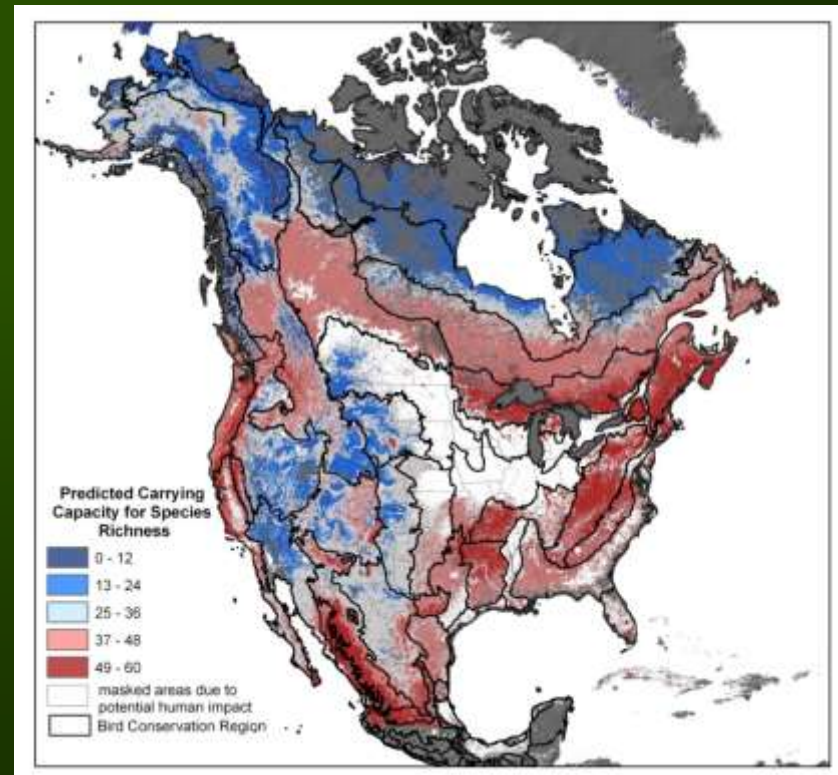 Predicted Carrying
Capacity for Species
Richness
0 - 12
13 - 24
25 - 36
37 - 48
49 - 60
masked areas due to
potential human impact
Bird Conservation Region